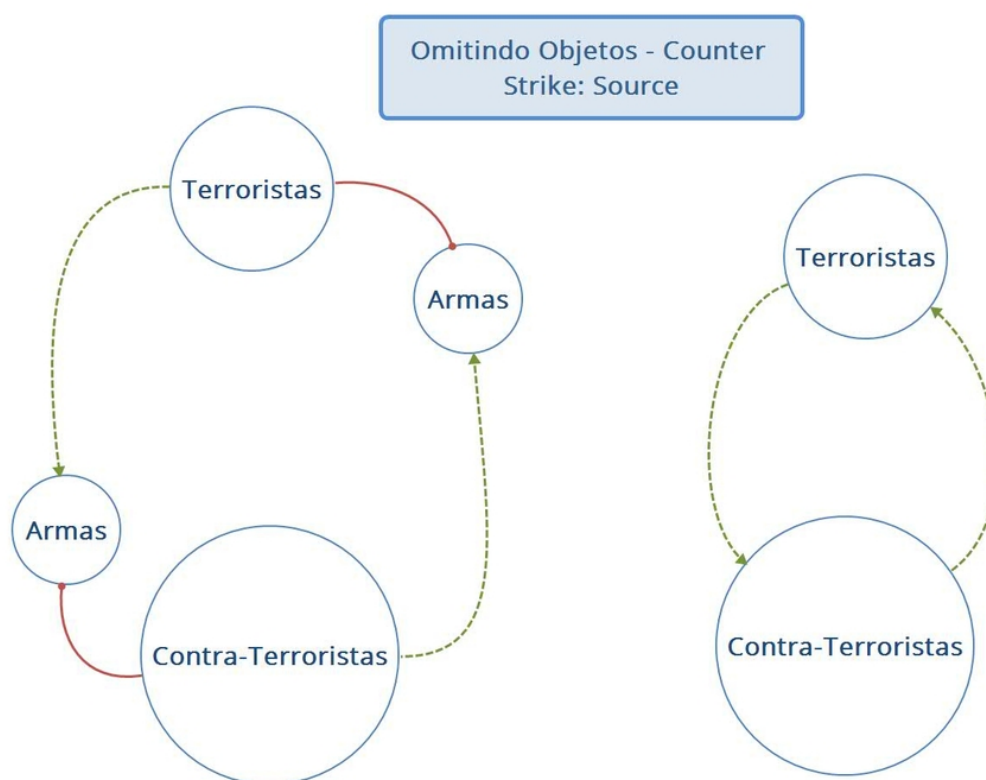 Omitindo Objetos - Counter
Strike: Source
Terroristas
Armas
Armas
Contra-Terroristas
Terroristas
Contra-Terroristas